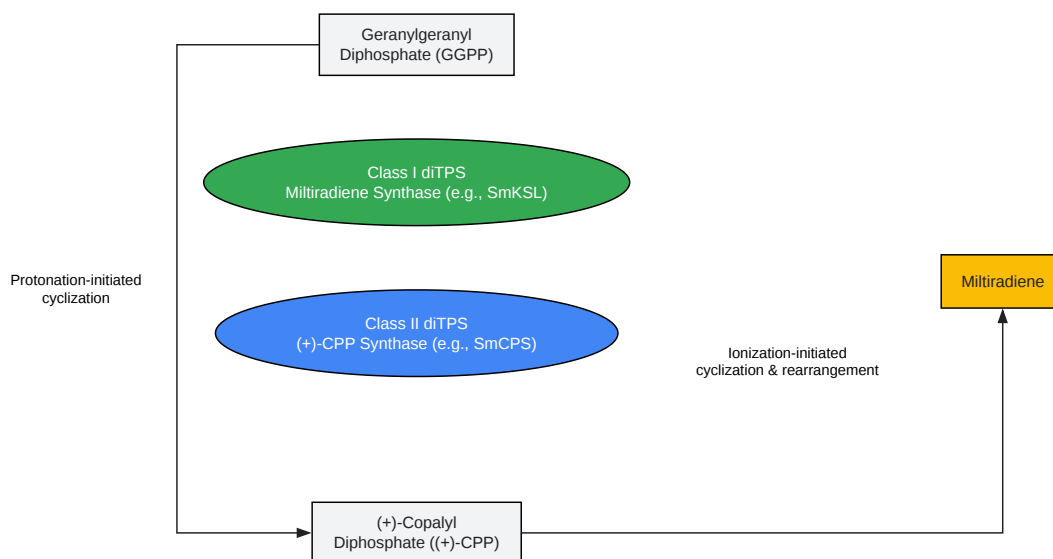 Geranylgeranyl
Diphosphate (GGPP)
Class I diTPS
Miltiradiene Synthase (e.g., SmKSL)
Protonation-initiated
cyclization
Miltiradiene
Class II diTPS
(+)-CPP Synthase (e.g., SmCPS)
Ionization-initiated
cyclization & rearrangement
(+)-Copalyl
Diphosphate ((+)-CPP)